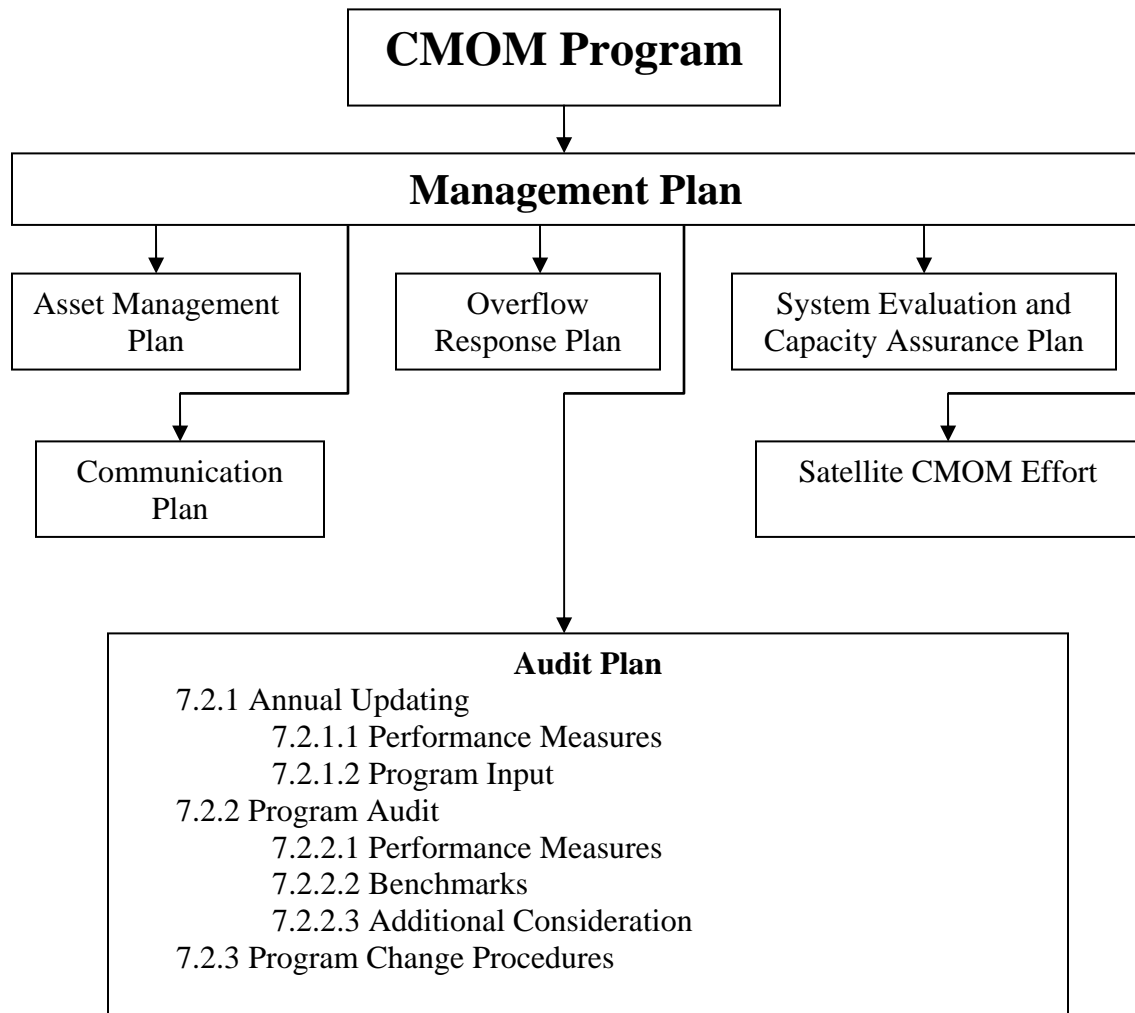 CMOM Program
Management Plan
Asset Management
Plan
Overflow
Response Plan
System Evaluation and
Capacity Assurance Plan
Communication
Plan
Satellite CMOM Effort
Audit Plan
7.2.1 Annual Updating
7.2.1.1 Performance Measures
7.2.1.2 Program Input
7.2.2 Program Audit
7.2.2.1 Performance Measures
7.2.2.2 Benchmarks
7.2.2.3 Additional Consideration
7.2.3 Program Change Procedures